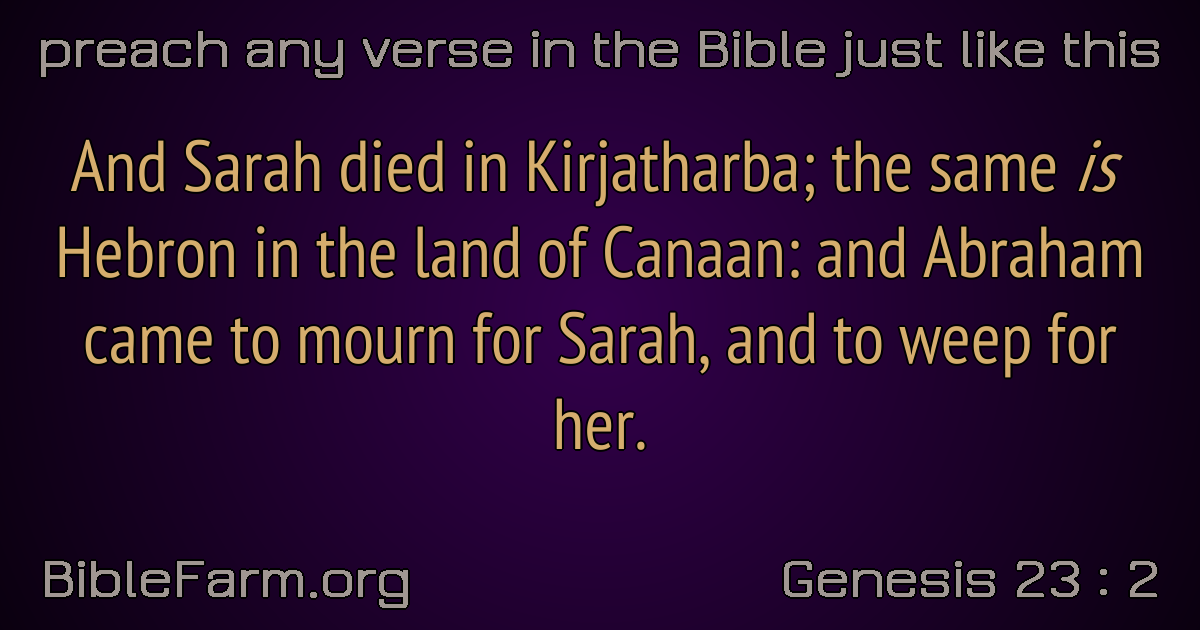 preach any verse in the Bible just like this
And Sarah died in Kirjatharba; the same is
Hebron in the land of Canaan: and Abraham
came to mourn for Sarah, and to weep for
her.
BibleFarm.org
Genesis 23 : 2